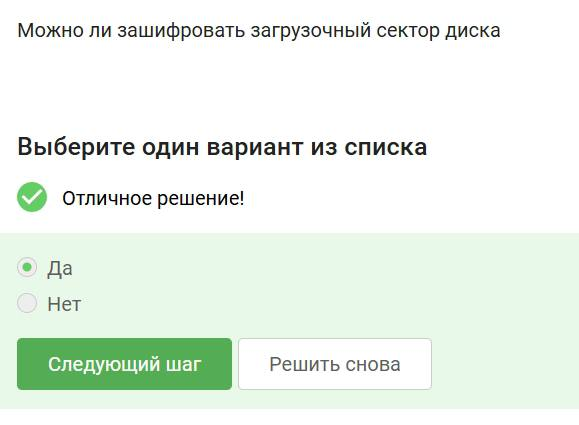 Можно ли зашифровать загрузочный сектор диска
Выберите один вариант из списка
Отличное решение!
Да
Нет
Следующий шаг
Решить снова